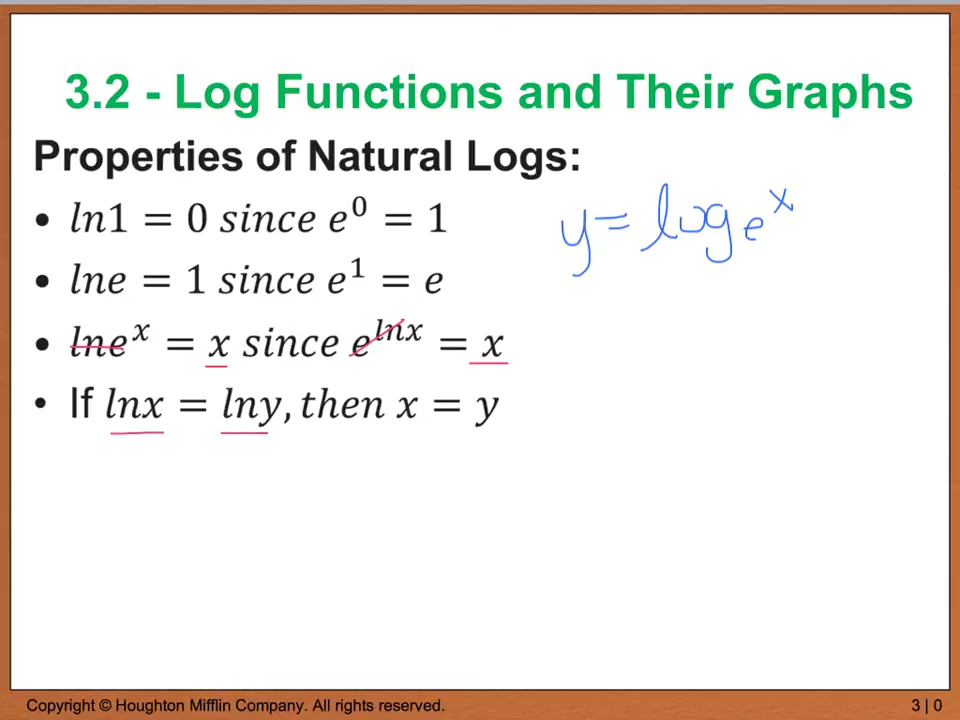 3.2 - Log Functions and Their Graphs
Properties of Natural Logs:
• ln1 = 0 since e⁰ = 1
y = log e^x
• lne = 1 since e¹ = e
• lne^x = x since e^lnx = x
• If lnx = lny, then x = y
Copyright © Houghton Mifflin Company. All rights reserved.
3 | 0